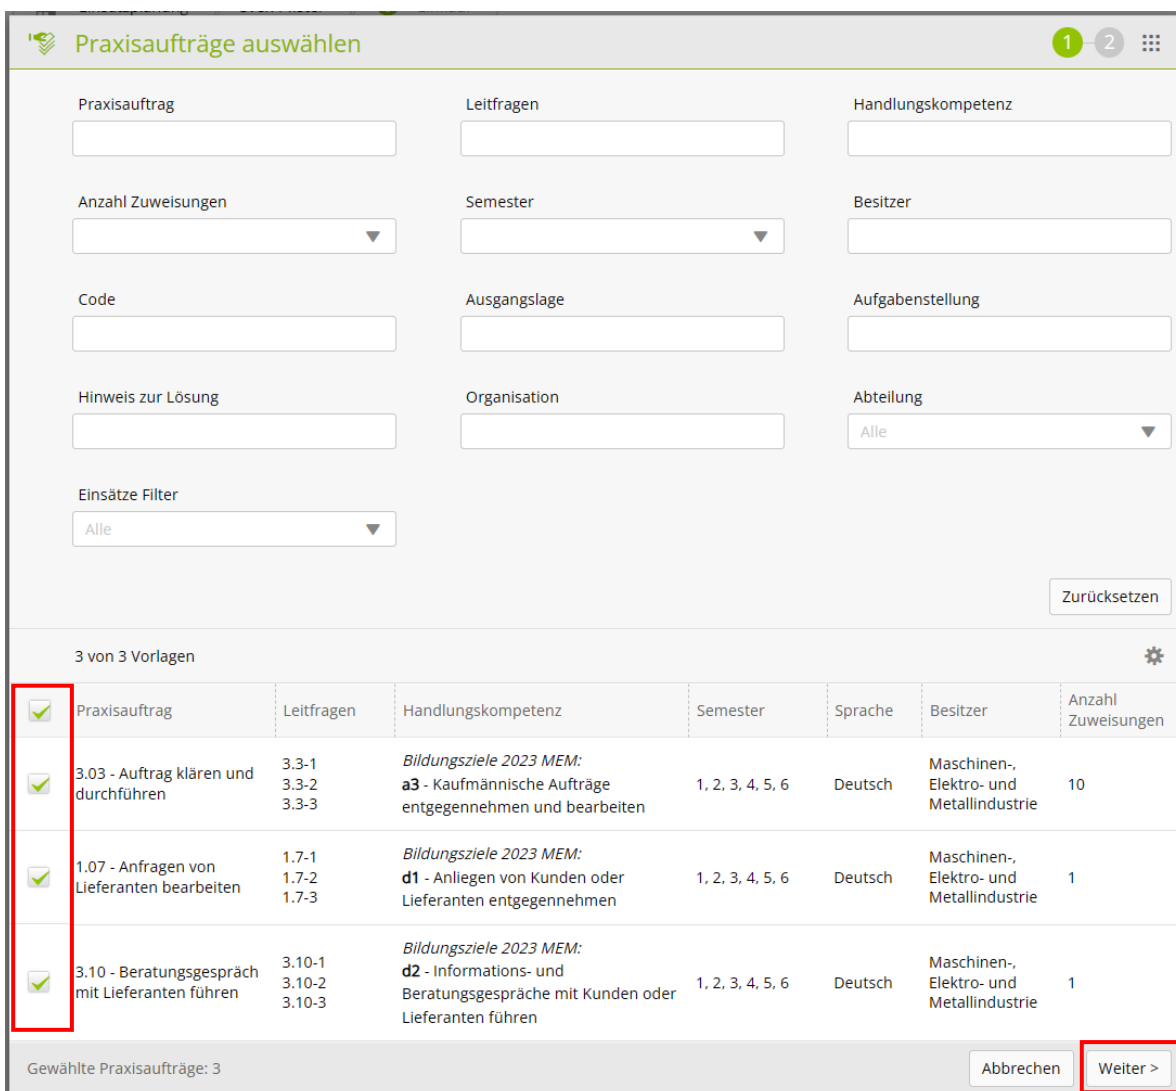 Praxisaufträge auswählen
1 2
Praxisauftrag Leitfragen Handlungskompetenz
Anzahl Zuweisungen Semester Besitzer
Code Ausgangslage Aufgabenstellung
Hinweis zur Lösung Organisation Abteilung
Alle
Einsätze Filter
Alle
Zurücksetzen
3 von 3 Vorlagen
Praxisauftrag Leitfragen Handlungskompetenz Semester Sprache Besitzer Anzahl
Zuweisungen
3.03 - Auftrag klären und
durchführen
3.3-1
3.3-2
3.3-3
Bildungsziele 2023 MEM:
a3 - Kaufmännische Aufträge
entgegennehmen und bearbeiten
1, 2, 3, 4, 5, 6
Deutsch
Maschinen-,
Elektro- und
Metallindustrie
10
1.07 - Anfragen von
Lieferanten bearbeiten
1.7-1
1.7-2
1.7-3
Bildungsziele 2023 MEM:
d1 - Anliegen von Kunden oder
Lieferanten entgegennehmen
1, 2, 3, 4, 5, 6
Deutsch
Maschinen-,
Elektro- und
Metallindustrie
1
3.10 - Beratungsgespräch
mit Lieferanten führen
3.10-1
3.10-2
3.10-3
Bildungsziele 2023 MEM:
d2 - Informations- und
Beratungsgespräche mit Kunden oder
Lieferanten führen
1, 2, 3, 4, 5, 6
Deutsch
Maschinen-,
Elektro- und
Metallindustrie
1
Gewählte Praxisaufträge: 3
Abbrechen
Weiter >